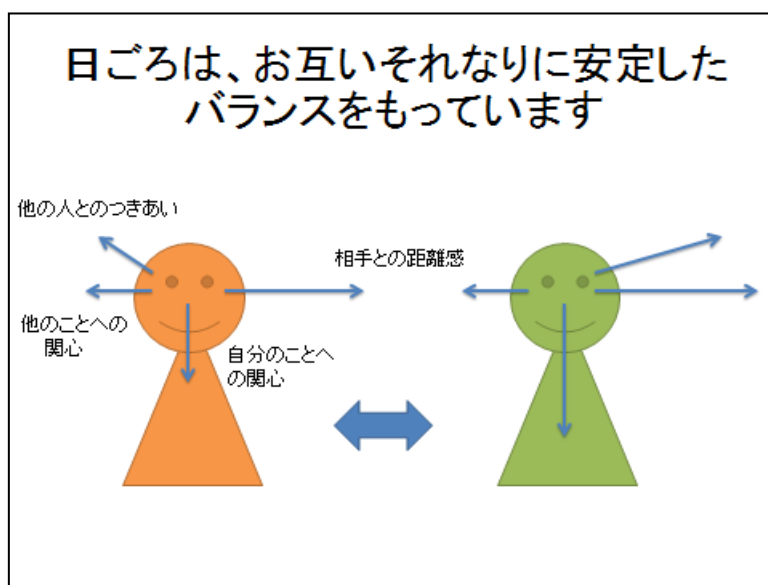 日ごろは、お互いそれなりに安定した
バランスをもっています
他の人とのつきあい
相手との距離感
他のことへの
関心
自分のことへ
の関心